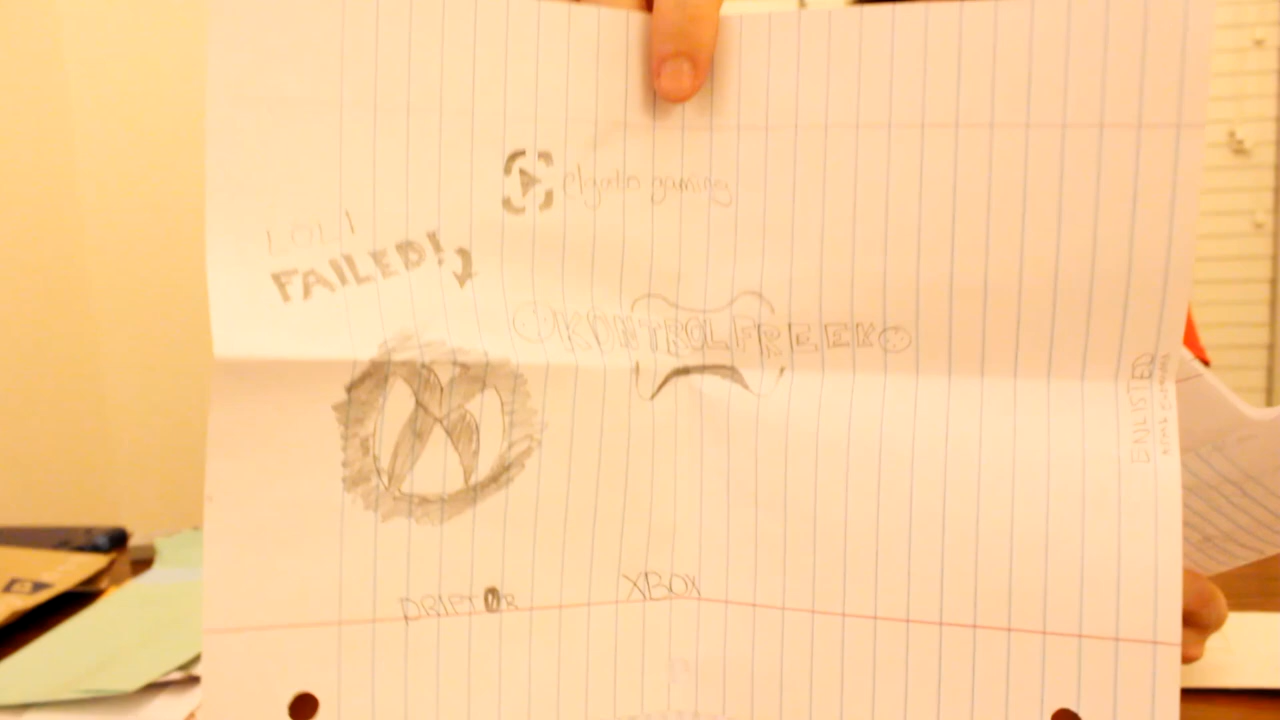 elgato gaming
LOL!
FAILED!
KONTROLFREEK
ENLISTED
DRIFT0R
XBOX